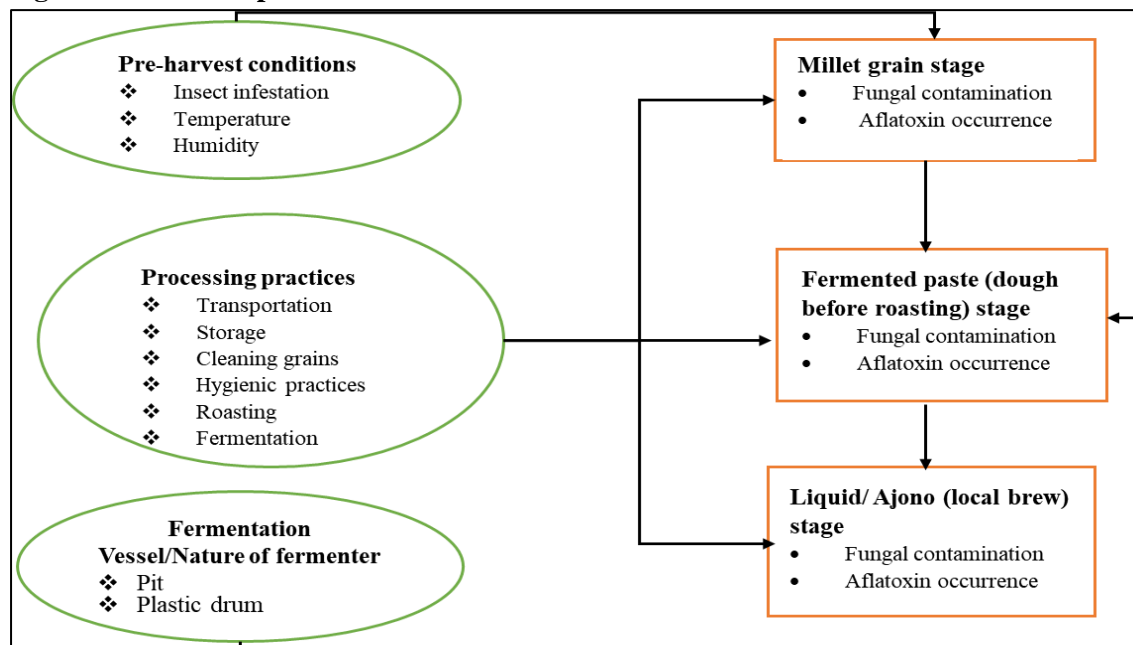 Pre-harvest conditions
❖ Insect infestation
❖ Temperature
❖ Humidity
Processing practices
❖ Transportation
❖ Storage
❖ Cleaning grains
❖ Hygienic practices
❖ Roasting
❖ Fermentation
Fermentation
Vessel/Nature of fermenter
❖ Pit
❖ Plastic drum
Millet grain stage
• Fungal contamination
• Aflatoxin occurrence
Fermented paste (dough
before roasting) stage
• Fungal contamination
• Aflatoxin occurrence
Liquid/ Ajono (local brew)
stage
• Fungal contamination
• Aflatoxin occurrence